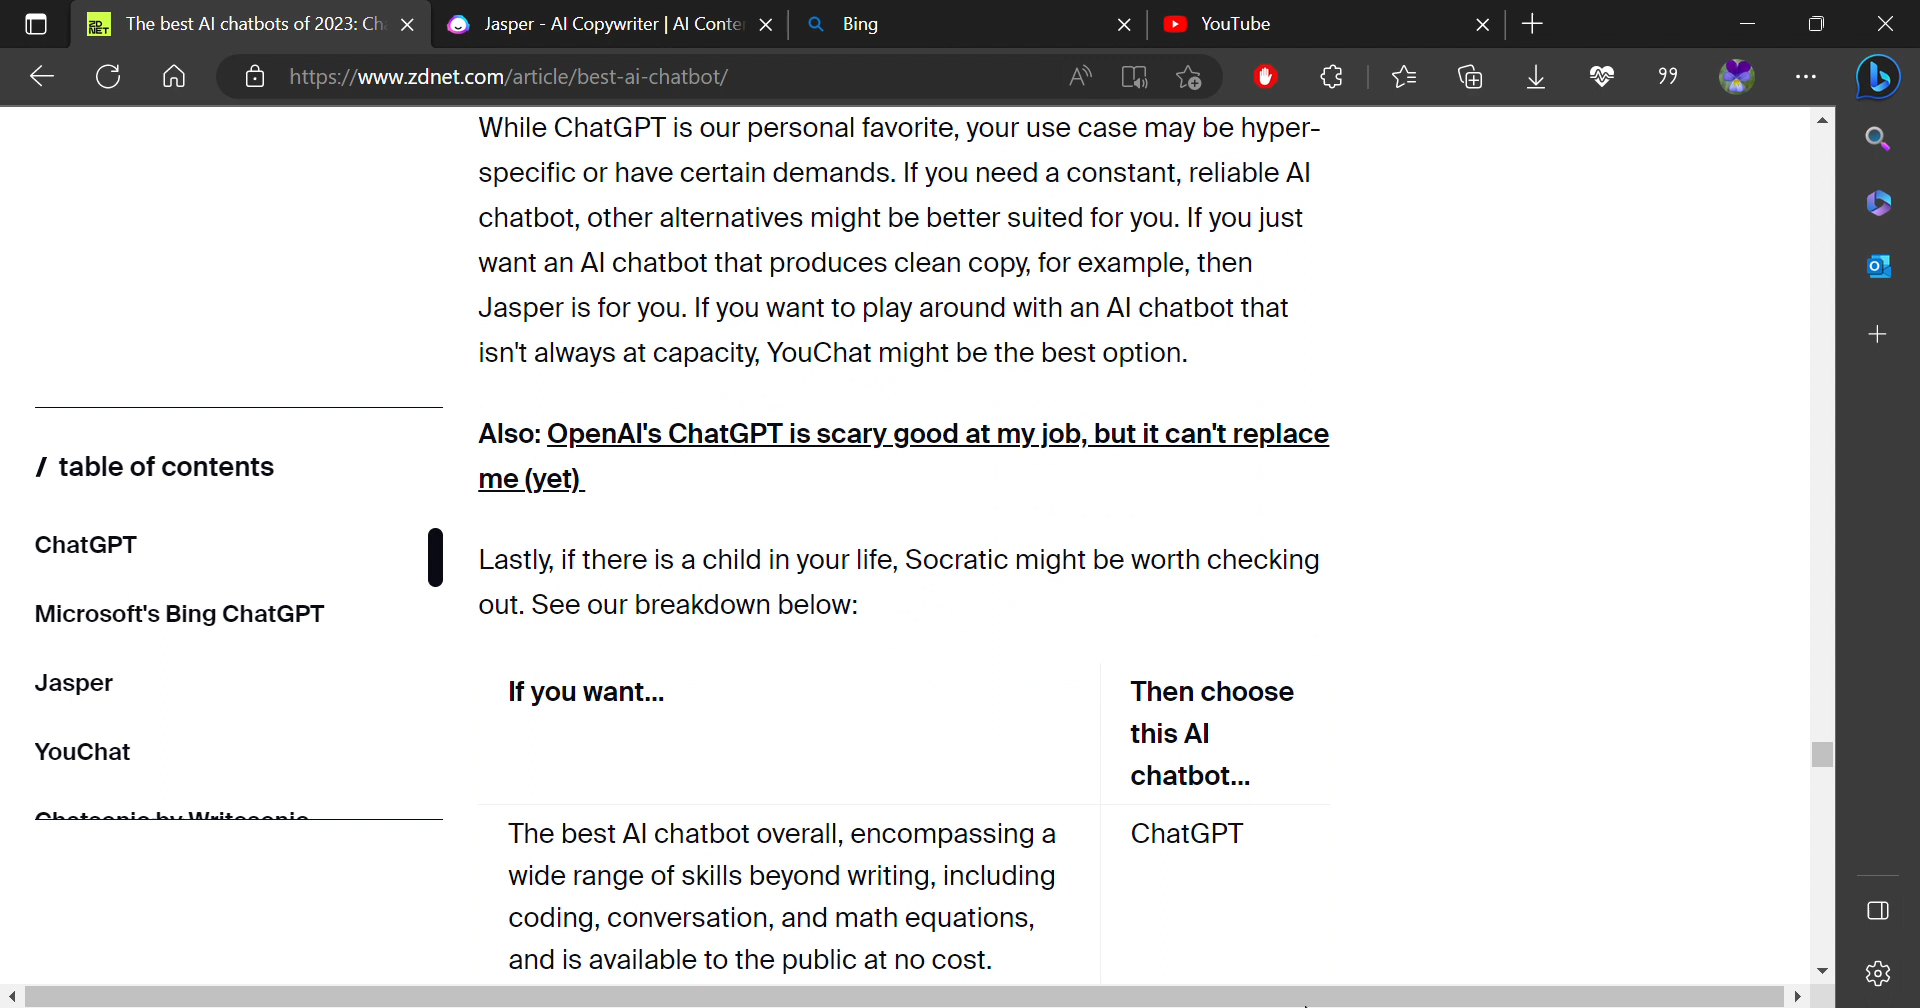 The best AI chatbots of 2023: Ch
Jasper - AI Copywriter | AI Conte
Bing
YouTube
https://www.zdnet.com/article/best-ai-chatbot/
While ChatGPT is our personal favorite, your use case may be hyper-
specific or have certain demands. If you need a constant, reliable AI
chatbot, other alternatives might be better suited for you. If you just
want an AI chatbot that produces clean copy, for example, then
Jasper is for you. If you want to play around with an AI chatbot that
isn't always at capacity, YouChat might be the best option.
Also: OpenAI's ChatGPT is scary good at my job, but it can't replace
me (yet)
/ table of contents
ChatGPT
Microsoft's Bing ChatGPT
Jasper
YouChat
Chatsonic by Writesonic
Lastly, if there is a child in your life, Socratic might be worth checking
out. See our breakdown below:
If you want...
Then choose
this AI
chatbot...
The best AI chatbot overall, encompassing a
wide range of skills beyond writing, including
coding, conversation, and math equations,
and is available to the public at no cost.
ChatGPT